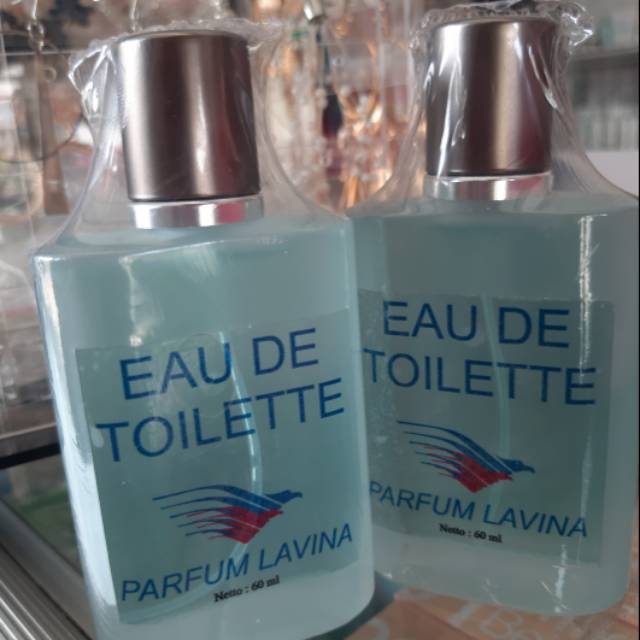 EAU DE
TOILETTE
PARFUM LAVINA
Netto : 60 ml
EAU DE
TOILETTE
PARFUM LAVINA
Netto : 60 ml